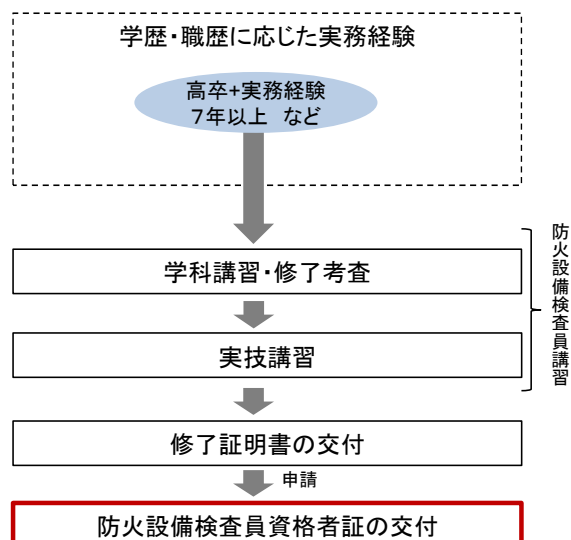 学歴・職歴に応じた実務経験
高卒+実務経験
7年以上　など
学科講習・修了考査
実技講習
防火設備検査員講習
修了証明書の交付
申請
防火設備検査員資格者証の交付